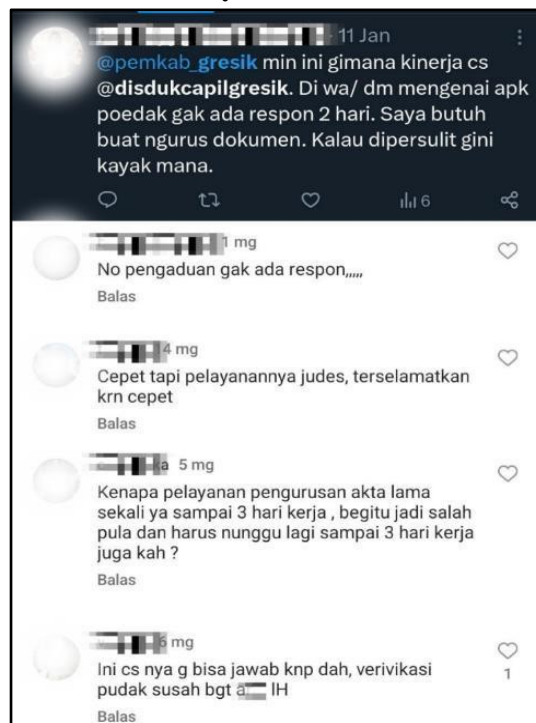 11 Jan
@pemkab_gresik min ini gimana kinerja cs
@disdukcapilgresik. Di wa/ dm mengenai apk
poedak gak ada respon 2 hari. Saya butuh
buat ngurus dokumen. Kalau dipersulit gini
kayak mana.
6
1 mg
No pengaduan gak ada respon,,,,,
Balas
4 mg
Cepet tapi pelayanannya judes, terselamatkan
krn cepet
Balas
5 mg
Kenapa pelayanan pengurusan akta lama
sekali ya sampai 3 hari kerja , begitu jadi salah
pula dan harus nunggu lagi sampai 3 hari kerja
juga kah ?
Balas
6 mg
Ini cs nya g bisa jawab knp dah, verivikasi
1
pudak susah bgt lH
Balas